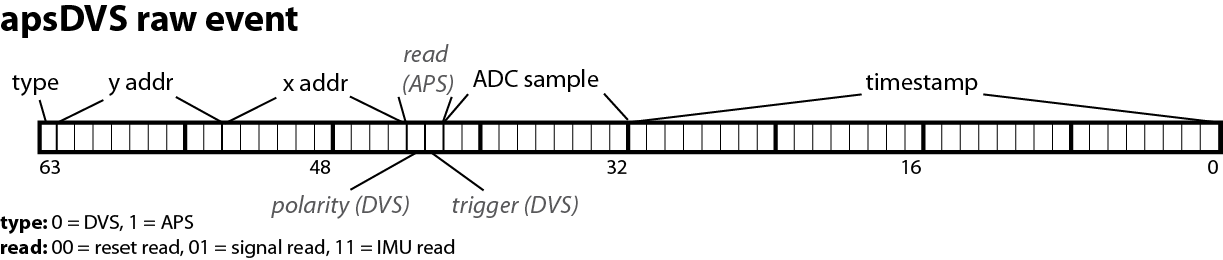 apsDVS raw event
read
(APS)
type y addr x addr ADC sample timestamp
63 48 32 16 0
polarity (DVS) trigger (DVS)
type: 0 = DVS, 1 = APS
read: 00 = reset read, 01 = signal read, 11 = IMU read